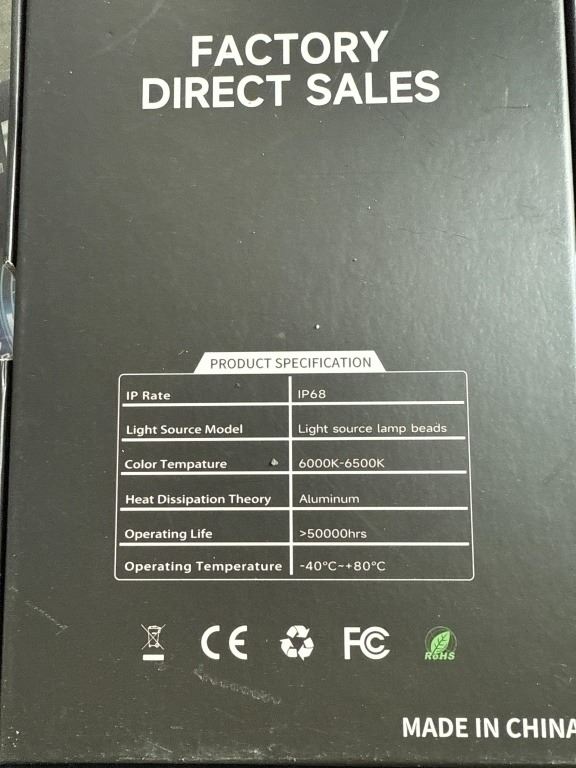 FACTORY
DIRECT SALES
PRODUCT SPECIFICATION
IP Rate IP68
Light Source Model Light source lamp beads
Color Tempature 6000K-6500K
Heat Dissipation Theory Aluminum
Operating Life >50000hrs
Operating Temperature -40°C~+80°C
CE FC RoHS
MADE IN CHINA